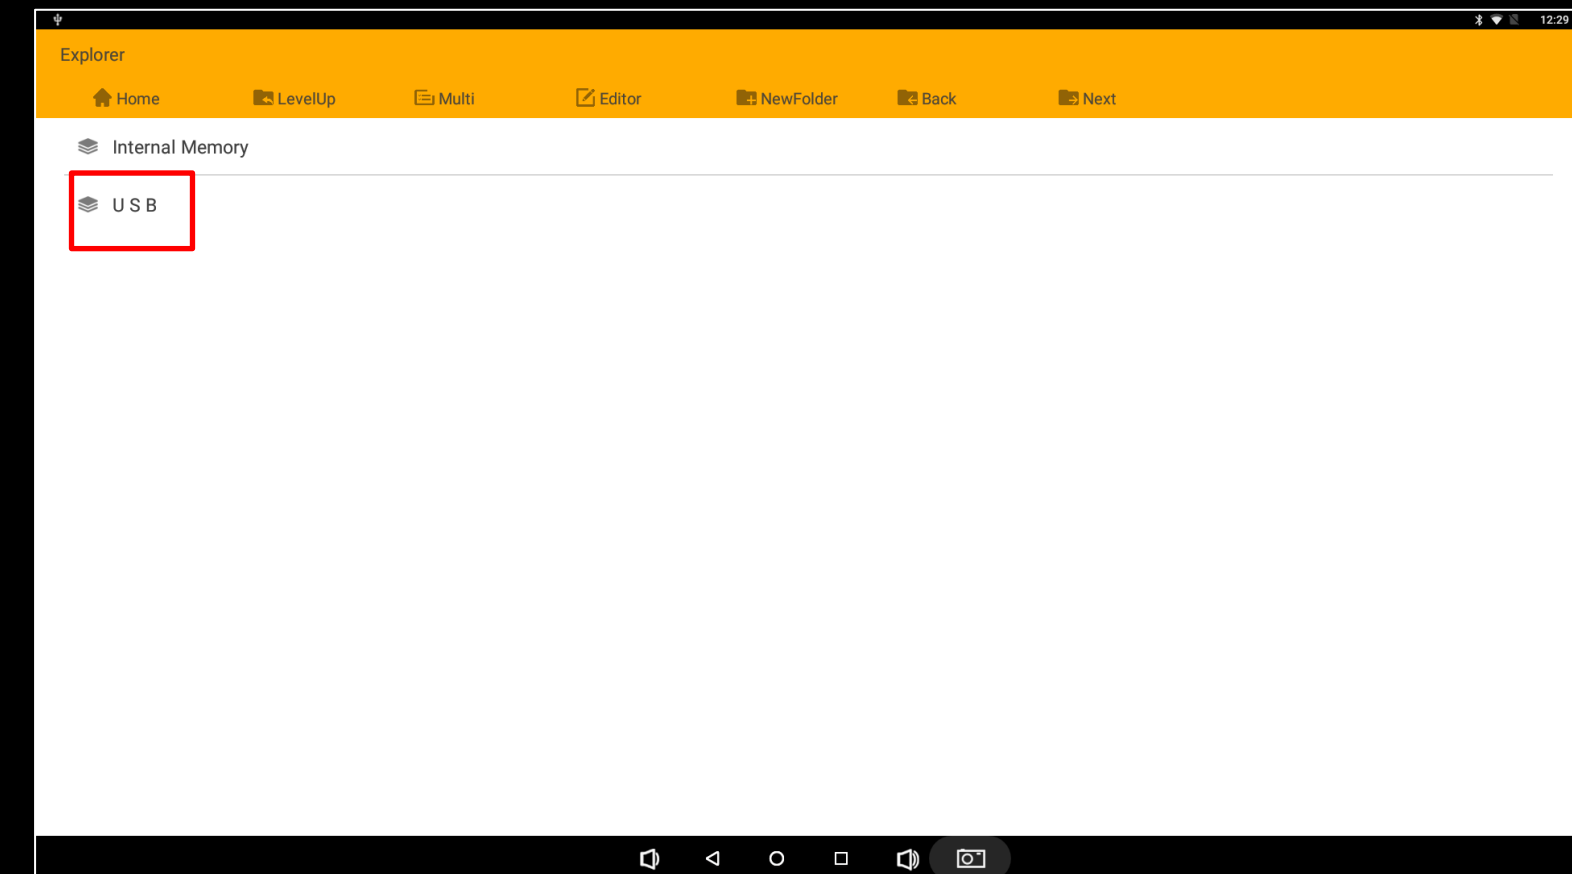 12:29
Explorer
Home LevelUp Multi Editor NewFolder Back Next
Internal Memory
U S B